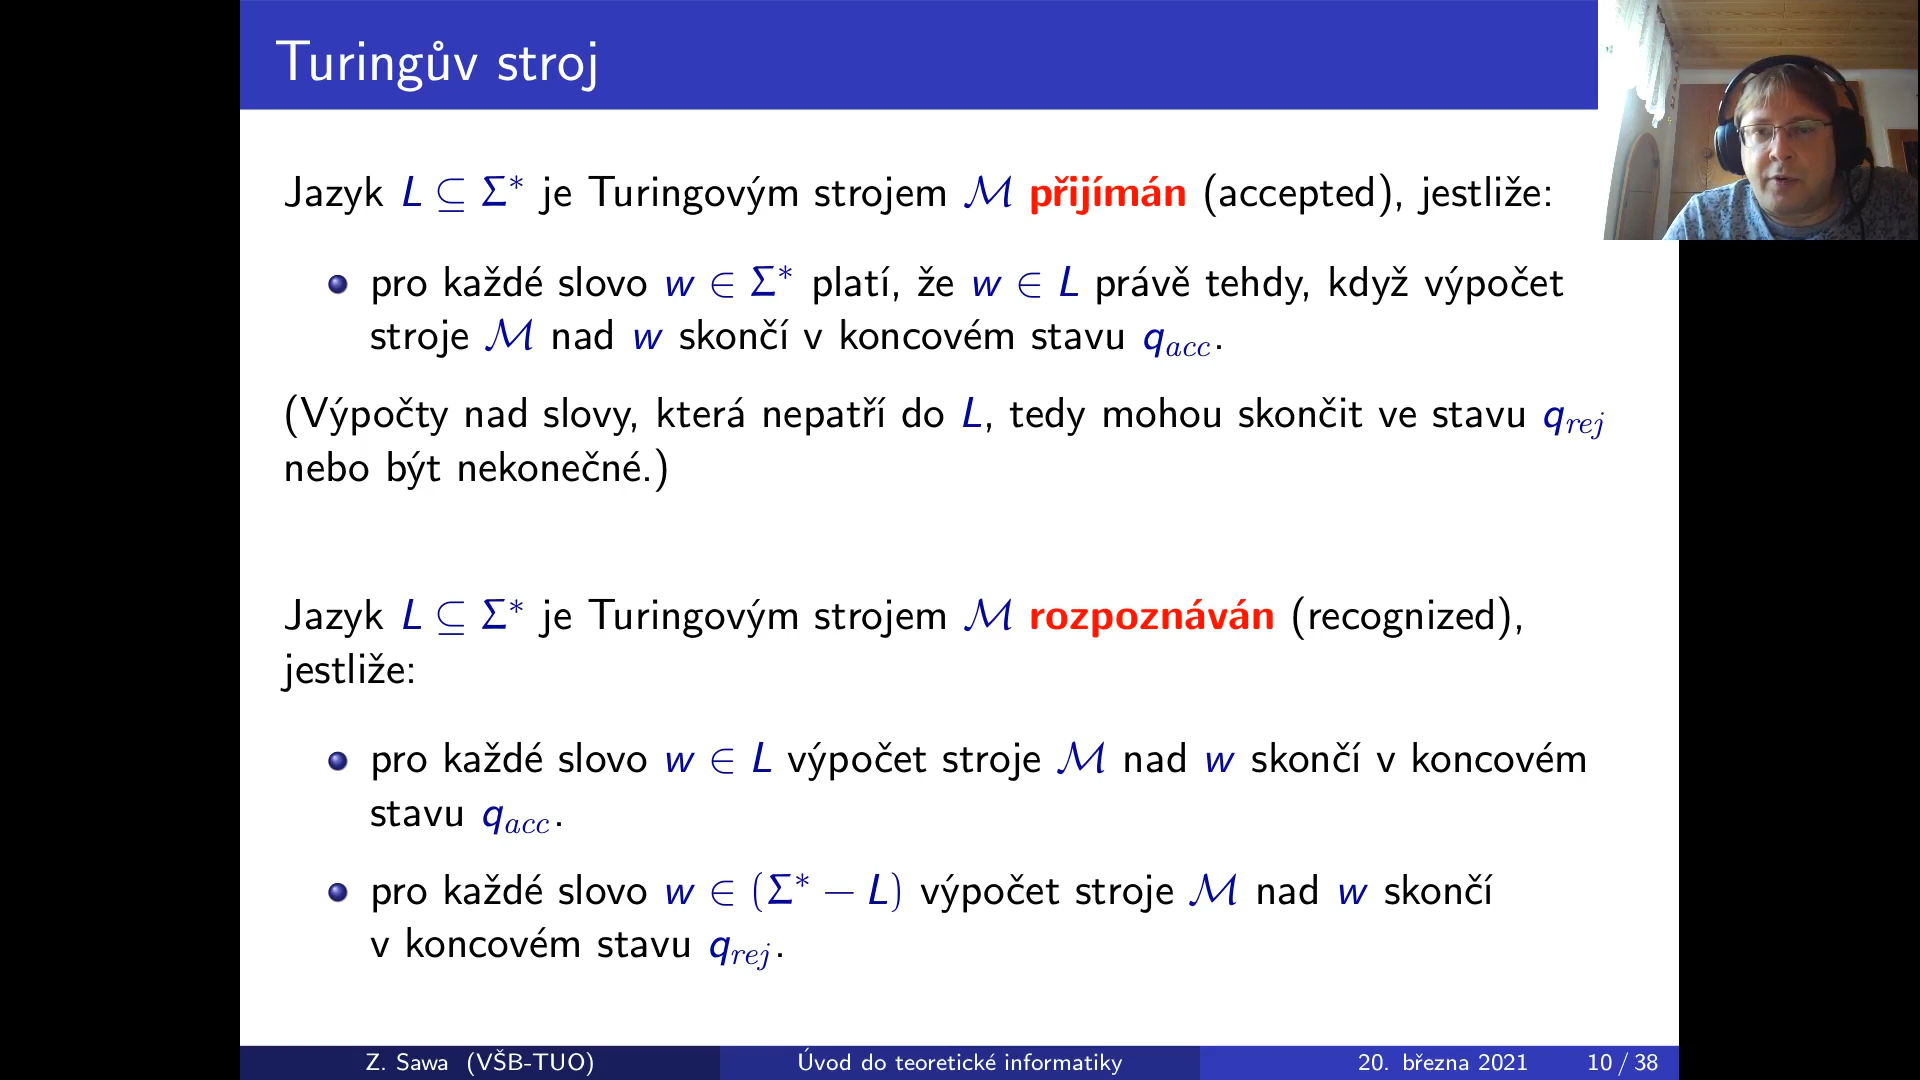 Turingův stroj
Jazyk L ⊆ Σ* je Turingovým strojem ℳ přijímán (accepted), jestliže:
pro každé slovo w ∈ Σ* platí, že w ∈ L právě tehdy, když výpočet
stroje ℳ nad w skončí v koncovém stavu q_acc.
(Výpočty nad slovy, která nepatří do L, tedy mohou skončit ve stavu q_rej
nebo být nekonečné.)
Jazyk L ⊆ Σ* je Turingovým strojem ℳ rozpoznáván (recognized),
jestliže:
pro každé slovo w ∈ L výpočet stroje ℳ nad w skončí v koncovém
stavu q_acc.
pro každé slovo w ∈ (Σ* − L) výpočet stroje ℳ nad w skončí
v koncovém stavu q_rej.
Z. Sawa (VŠB-TUO) Úvod do teoretické informatiky 20. března 2021 10 / 38